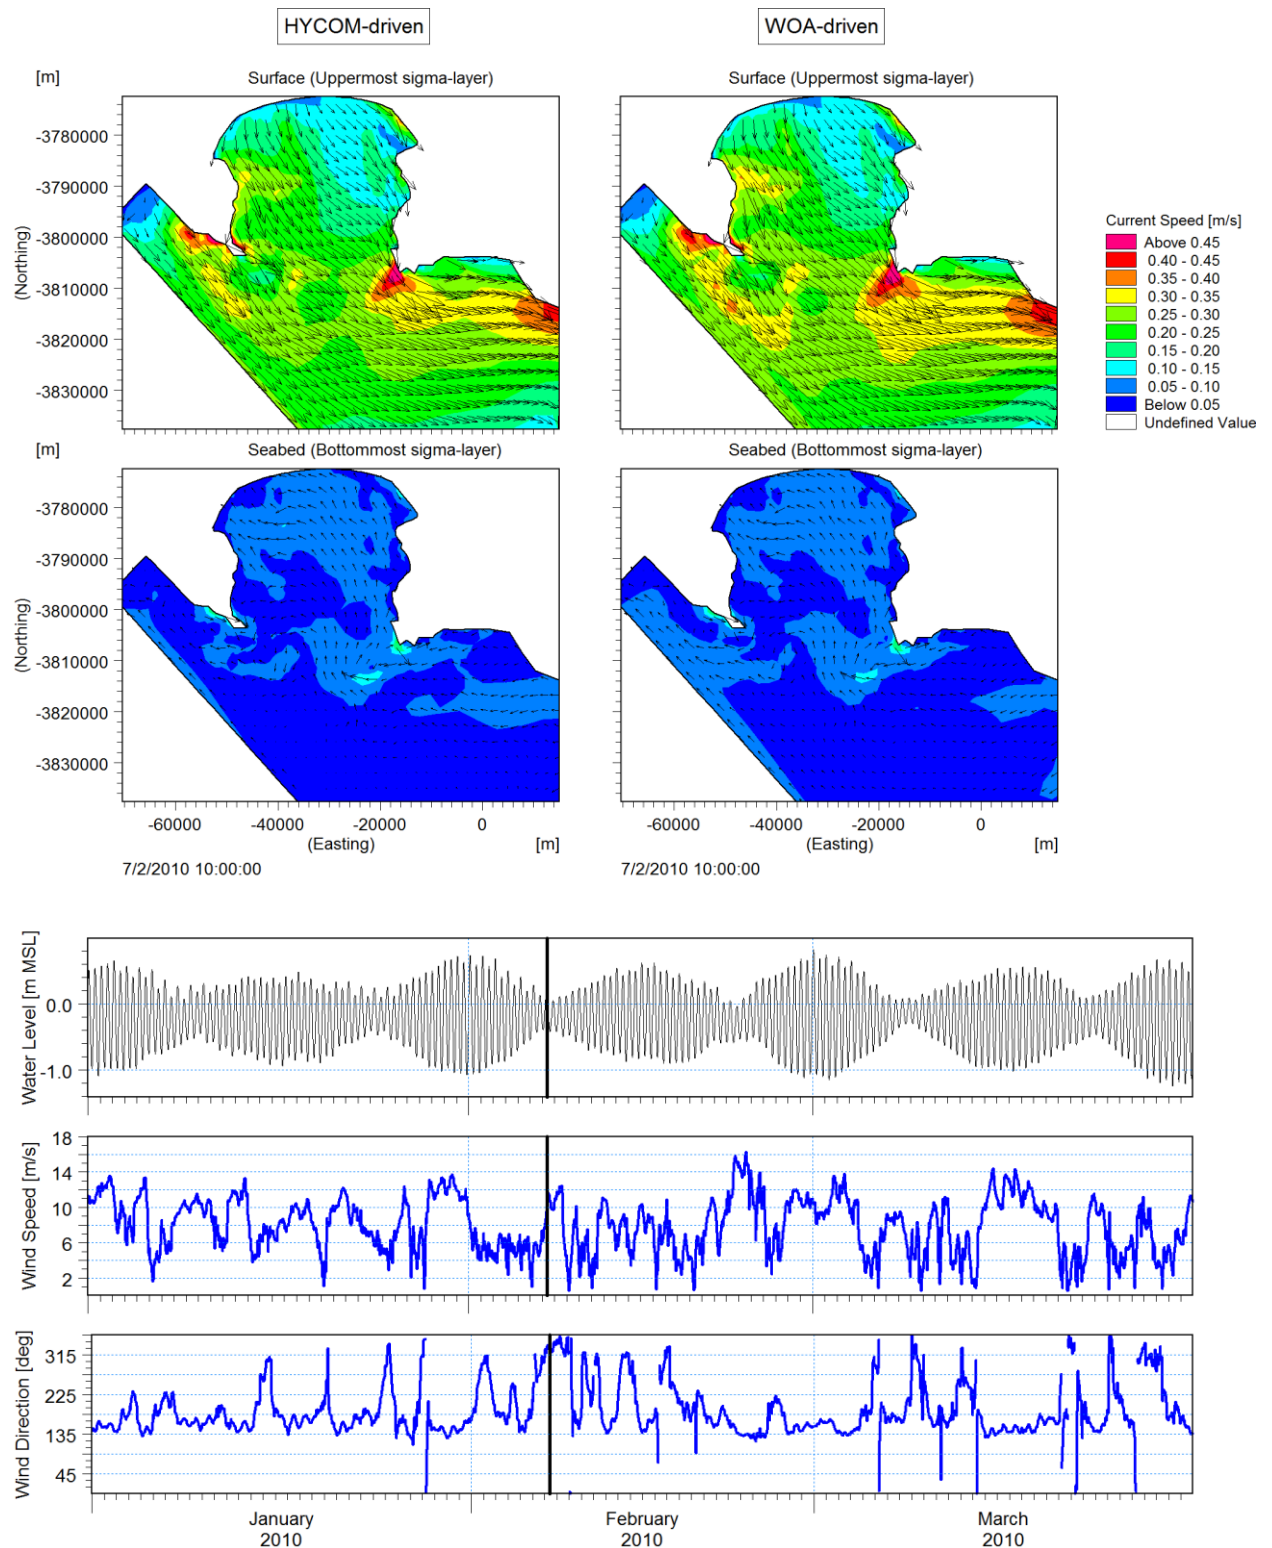 HYCOM-driven WOA-driven
[m] Surface (Uppermost sigma-layer) Surface (Uppermost sigma-layer)
(Northing)
-3780000
-3790000
-3800000
-3810000
-3820000
-3830000
Current Speed [m/s]
Above 0.45
0.40 - 0.45
0.35 - 0.40
0.30 - 0.35
0.25 - 0.30
0.20 - 0.25
0.15 - 0.20
0.10 - 0.15
0.05 - 0.10
Below 0.05
Undefined Value
[m] Seabed (Bottommost sigma-layer) Seabed (Bottommost sigma-layer)
(Northing)
-3780000
-3790000
-3800000
-3810000
-3820000
-3830000
-60000 -40000 -20000 0 -60000 -40000 -20000 0
(Easting) [m] (Easting) [m]
7/2/2010 10:00:00 7/2/2010 10:00:00
Water Level [m MSL]
0.0
-1.0
Wind Speed [m/s]
18
14
10
6
2
Wind Direction [deg]
315
225
135
45
January February March
2010 2010 2010